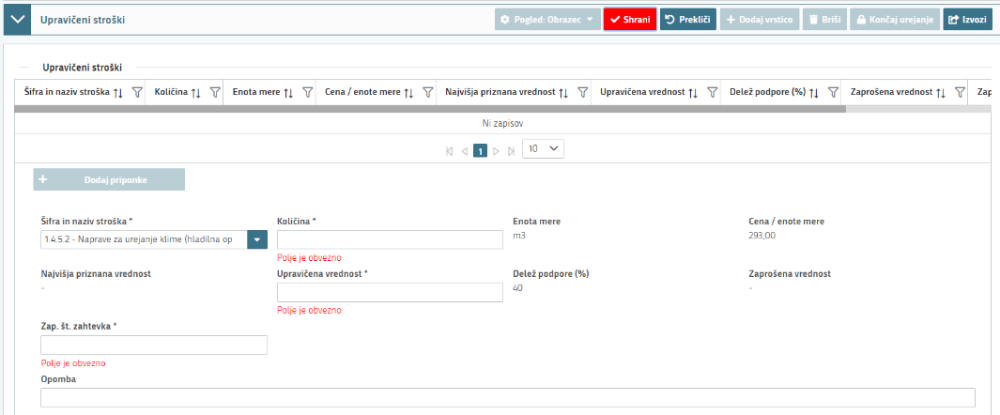 Upravičeni stroški
Pogled: Obrazec
Shrani
Prekliči
Dodaj vrstico
Briši
Končaj urejanje
Izvozi
Upravičeni stroški
Šifra in naziv stroška Količina Enota mere Cena / enote mere Najvišja priznana vrednost Upravičena vrednost Delež podpore (%) Zaprošena vrednost Zap
Ni zapisov
1 10
Dodaj priponke
Šifra in naziv stroška * Količina * Enota mere Cena / enote mere
1.4.5.2 - Naprave za urejanje klime (hladilna op m3 293,00
Polje je obvezno
Najvišja priznana vrednost Upravičena vrednost * Delež podpore (%) Zaprošena vrednost
- 40 -
Polje je obvezno
Zap. št. zahtevka *
Polje je obvezno
Opomba